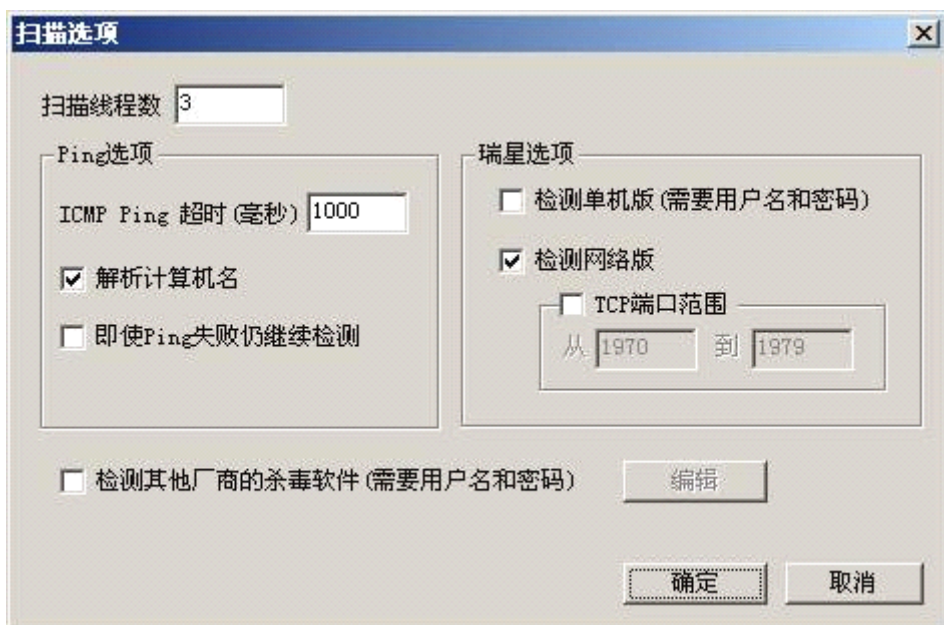 扫描选项
扫描线程数 3
Ping选项
ICMP Ping 超时(毫秒) 1000
解析计算机名
即使Ping失败仍继续检测
瑞星选项
检测单机版(需要用户名和密码)
检测网络版
TCP端口范围
从 1970 到 1979
检测其他厂商的杀毒软件(需要用户名和密码) 编辑
确定 取消